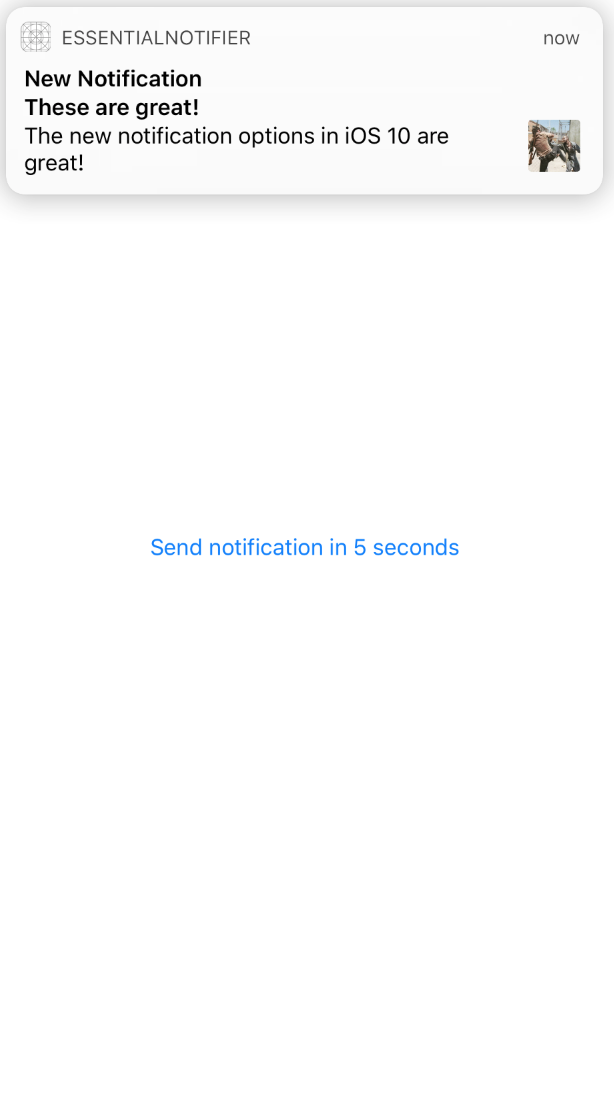 ESSENTIALNOTIFIER now
New Notification
These are great!
The new notification options in iOS 10 are
great!
Send notification in 5 seconds